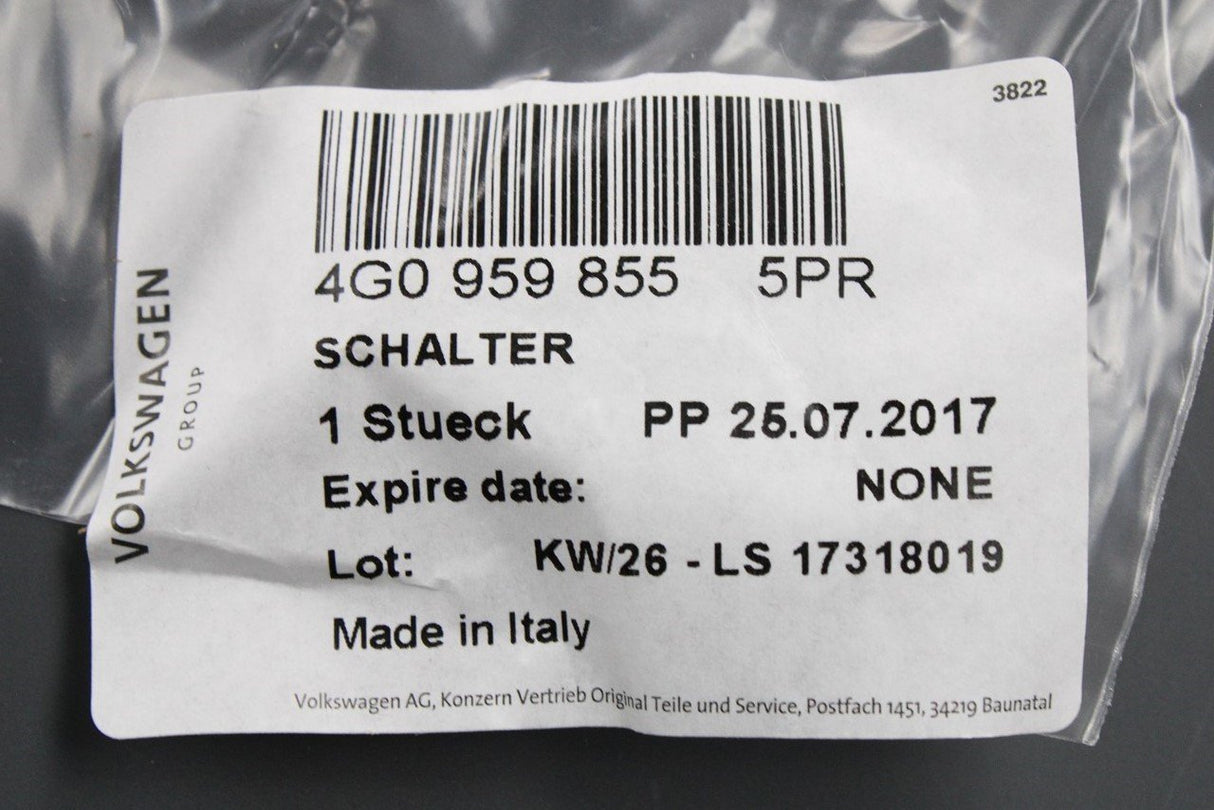 3822
4G0 959 855 5PR
SCHALTER
1 Stueck PP 25.07.2017
Expire date: NONE
Lot: KW/26 - LS 17318019
Made in Italy
Volkswagen AG, Konzern Vertrieb Original Teile und Service, Postfach 1451, 34219 Baunatal
VOLKSWAGEN
GROUP